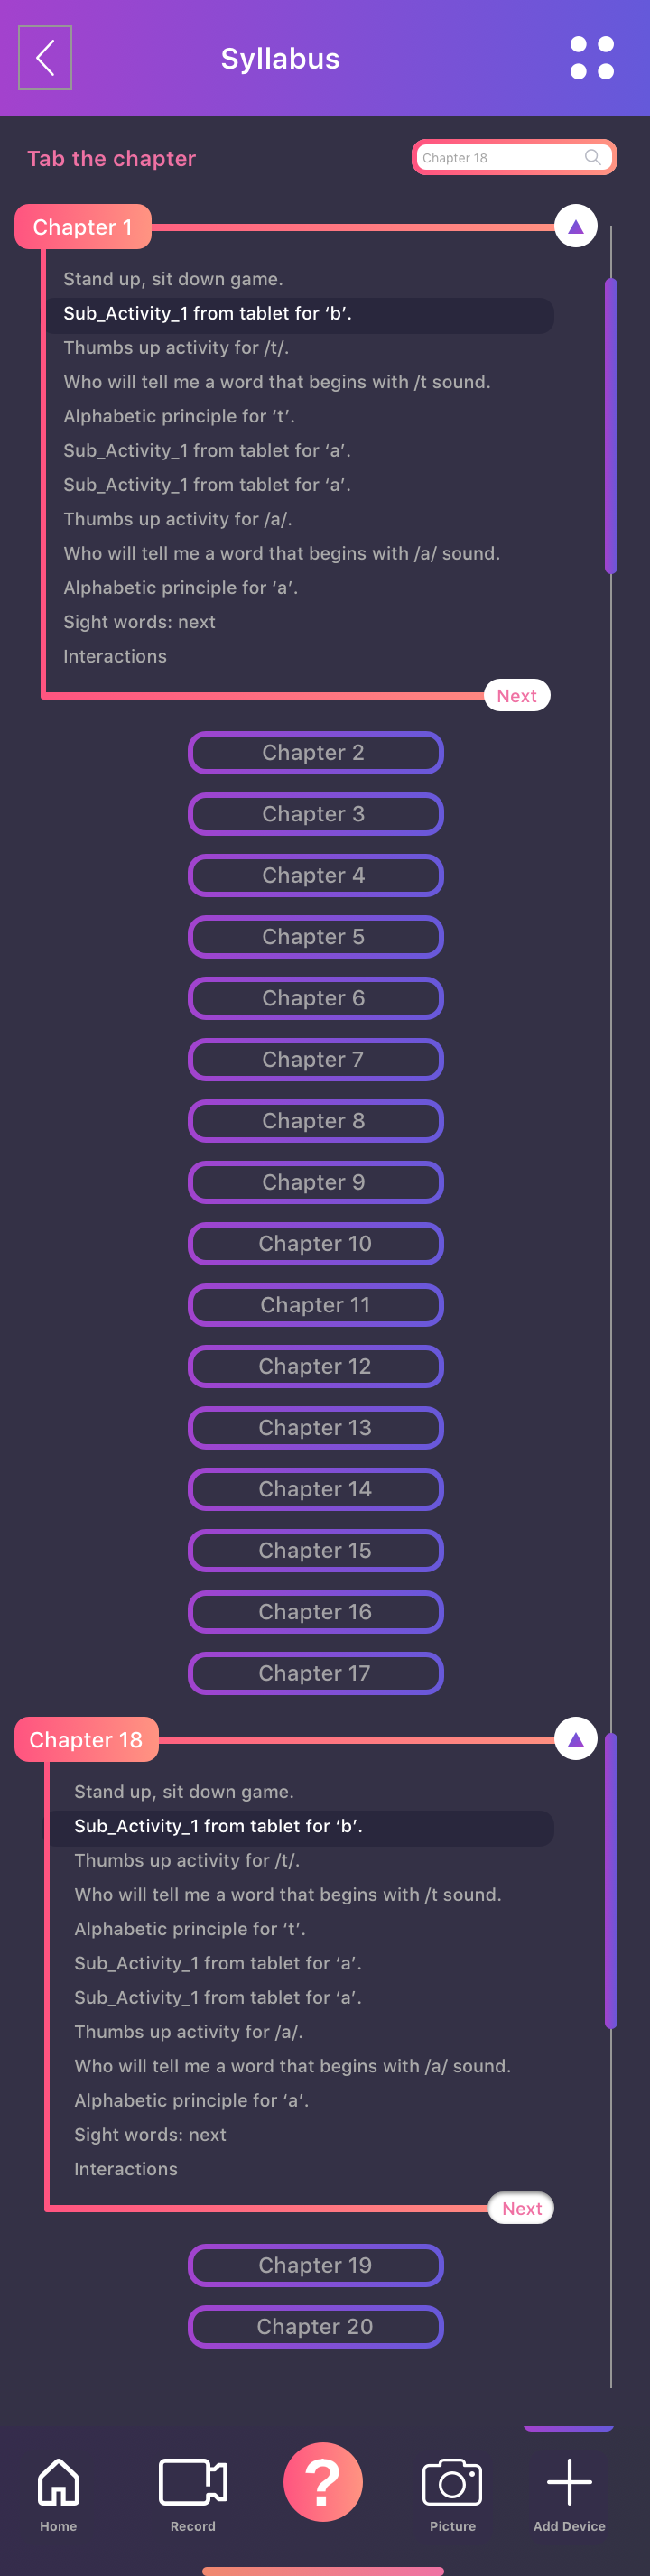 Syllabus
Tab the chapter
Chapter 18
Chapter 1
Stand up, sit down game.
Sub_Activity_1 from tablet for ‘b’.
Thumbs up activity for /t/.
Who will tell me a word that begins with /t sound.
Alphabetic principle for ‘t’.
Sub_Activity_1 from tablet for ‘a’.
Sub_Activity_1 from tablet for ‘a’.
Thumbs up activity for /a/.
Who will tell me a word that begins with /a/ sound.
Alphabetic principle for ‘a’.
Sight words: next
Interactions
Next
Chapter 2
Chapter 3
Chapter 4
Chapter 5
Chapter 6
Chapter 7
Chapter 8
Chapter 9
Chapter 10
Chapter 11
Chapter 12
Chapter 13
Chapter 14
Chapter 15
Chapter 16
Chapter 17
Chapter 18
Stand up, sit down game.
Sub_Activity_1 from tablet for ‘b’.
Thumbs up activity for /t/.
Who will tell me a word that begins with /t sound.
Alphabetic principle for ‘t’.
Sub_Activity_1 from tablet for ‘a’.
Sub_Activity_1 from tablet for ‘a’.
Thumbs up activity for /a/.
Who will tell me a word that begins with /a/ sound.
Alphabetic principle for ‘a’.
Sight words: next
Interactions
Next
Chapter 19
Chapter 20
?
Home
Record
Picture
Add Device